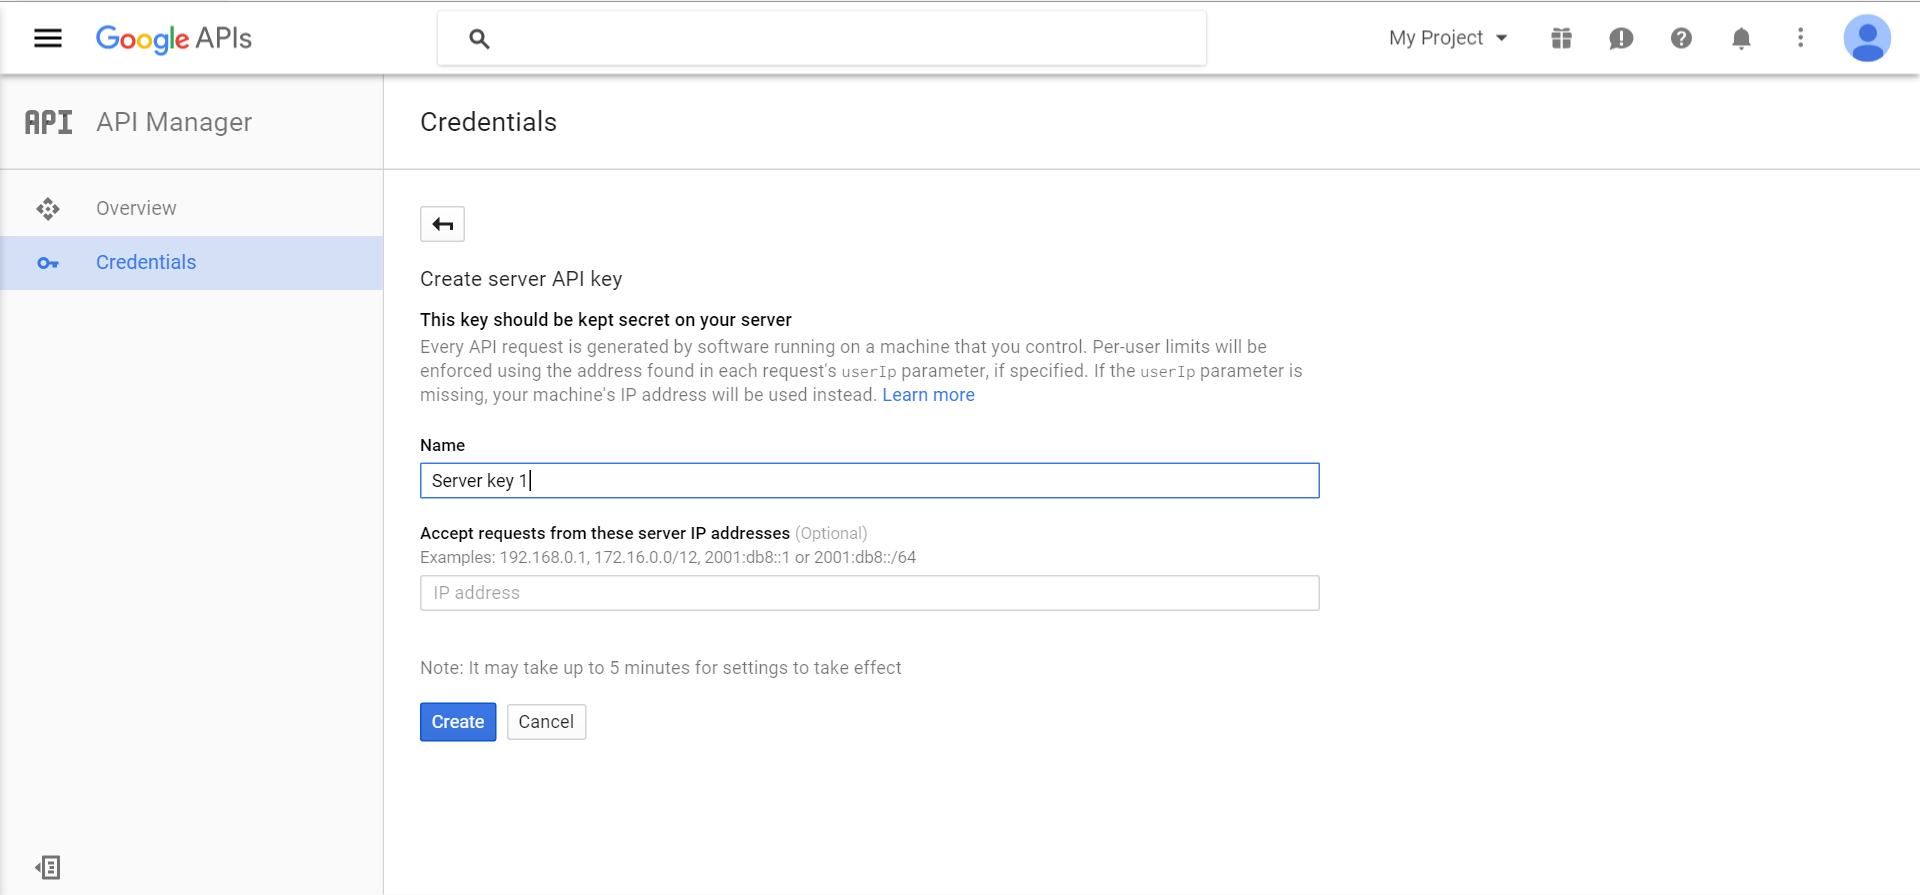 Google APIs
My Project
API API Manager
Credentials
Overview
Credentials
Create server API key
This key should be kept secret on your server
Every API request is generated by software running on a machine that you control. Per-user limits will be
enforced using the address found in each request's userIp parameter, if specified. If the userIp parameter is
missing, your machine's IP address will be used instead. Learn more
Name
Server key 1
Accept requests from these server IP addresses (Optional)
Examples: 192.168.0.1, 172.16.0.0/12, 2001:db8::1 or 2001:db8::/64
IP address
Note: It may take up to 5 minutes for settings to take effect
Create Cancel